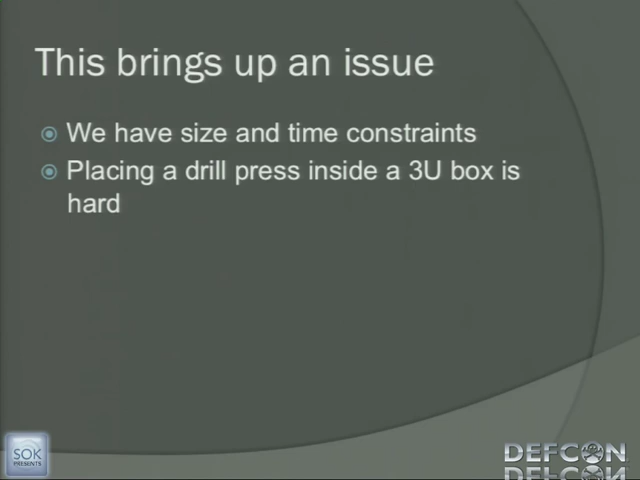 This brings up an issue
We have size and time constraints
Placing a drill press inside a 3U box is
hard
SOK
PRESENTS
DEFCON